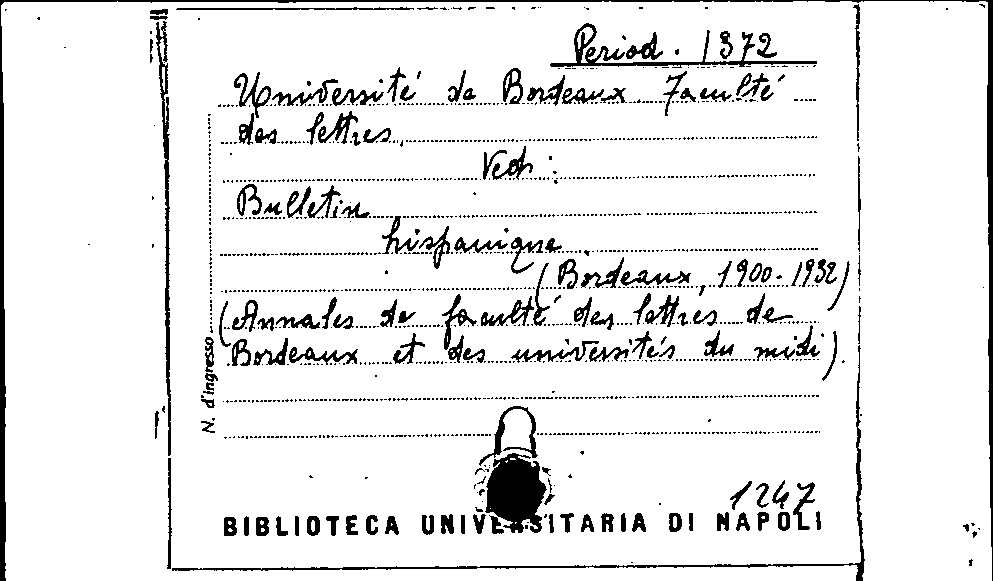 Period. 1372
Université de Bordeaux. Faculté
des lettres.
Vedi:
Bulletin
hispanique.
(Bordeaux, 1900-1932)
(Annales de faculté des lettres de
Bordeaux et des universités du midi).
N. d'ingresso
1247
BIBLIOTECA UNIVERSITARIA DI NAPOLI